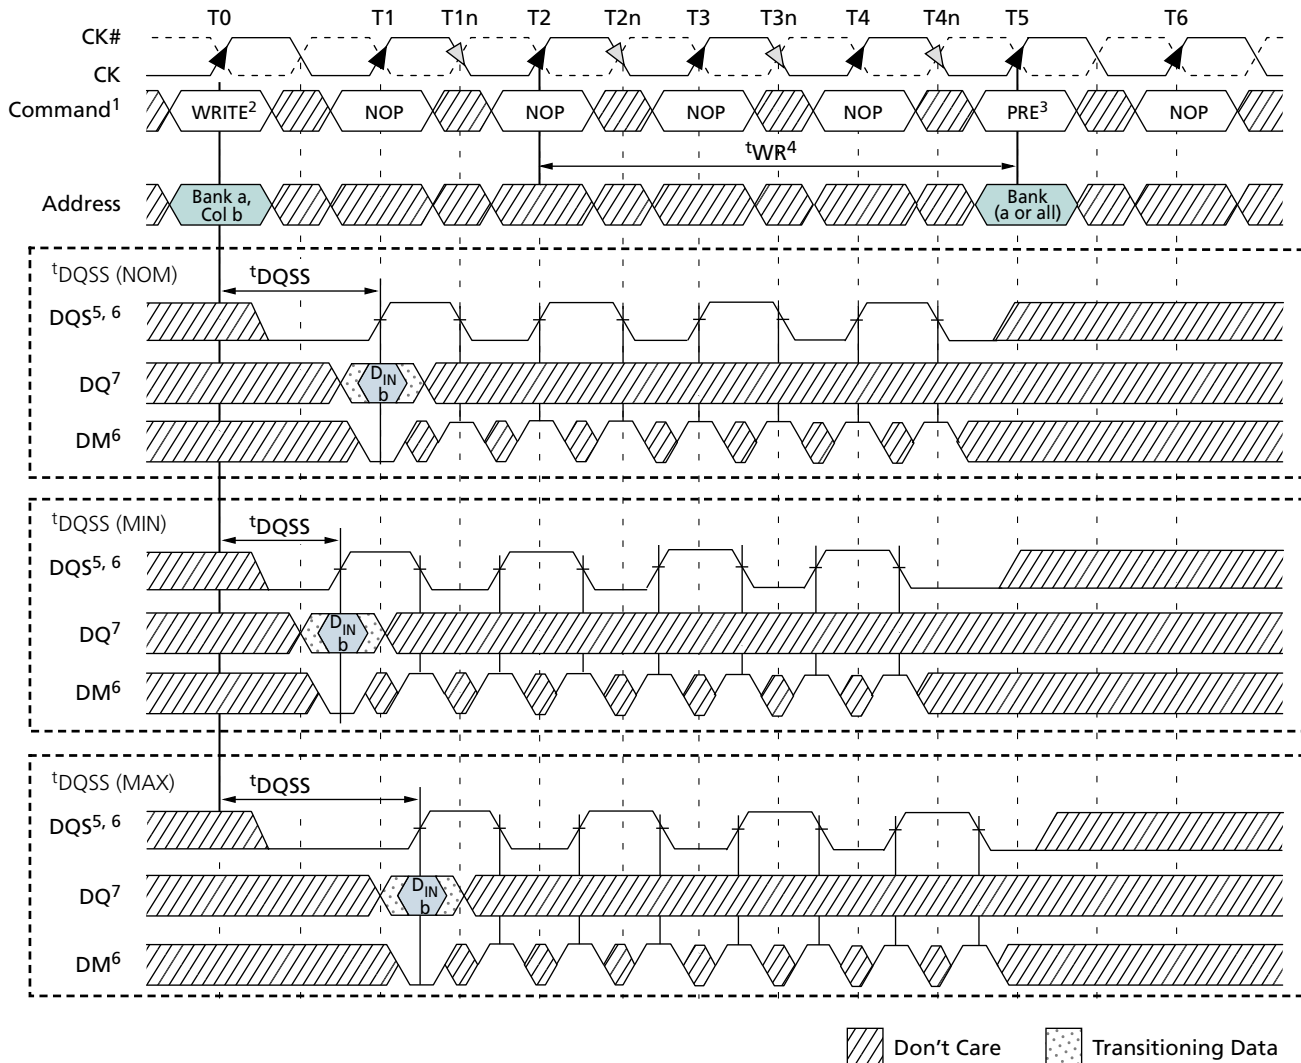 T0 T1 T1n T2 T2n T3 T3n T4 T4n T5 T6
CK#
CK
Command1 WRITE2 NOP NOP NOP NOP PRE3 NOP
tWR4
Address Bank a, Col b Bank (a or all)
tDQSS (NOM) tDQSS
DQS5, 6
DQ7 DIN b
DM6
tDQSS (MIN) tDQSS
DQS5, 6
DQ7 DIN b
DM6
tDQSS (MAX) tDQSS
DQS5, 6
DQ7 DIN b
DM6
Don't Care Transitioning Data